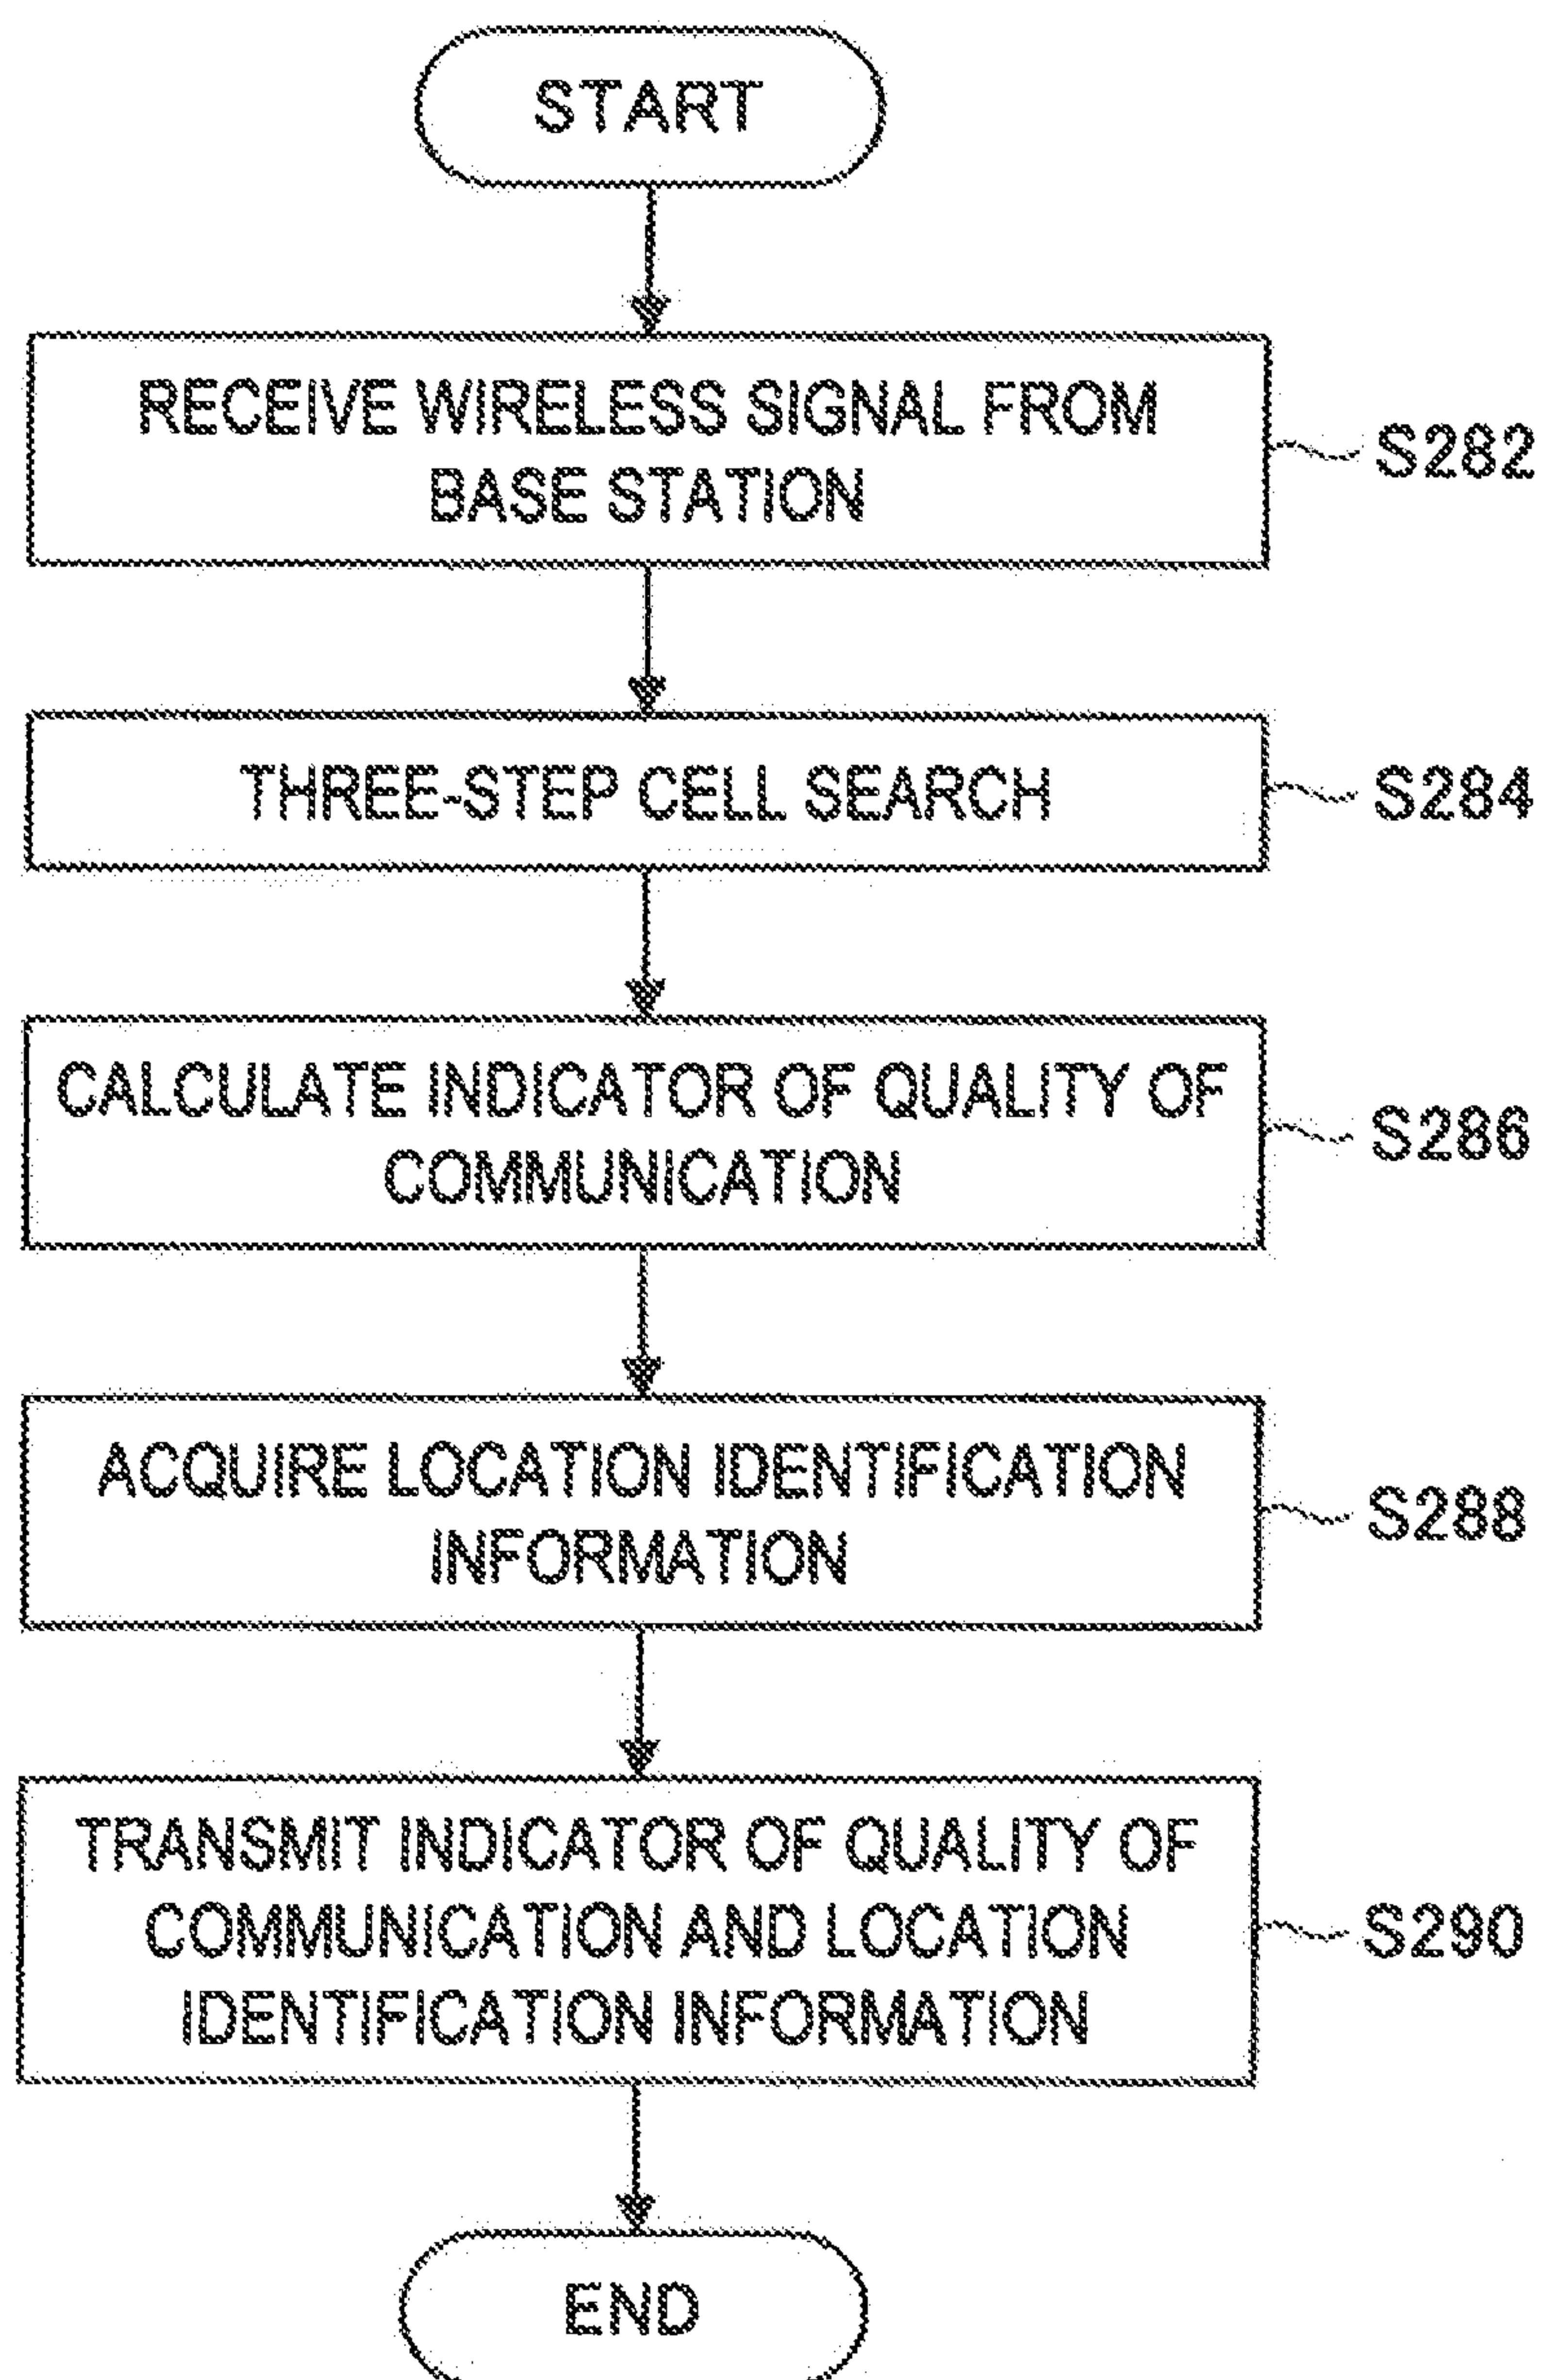 START
RECEIVE WIRELESS SIGNAL FROM
BASE STATION
S282
THREE-STEP CELL SEARCH
S284
CALCULATE INDICATOR OF QUALITY OF
COMMUNICATION
S286
ACQUIRE LOCATION IDENTIFICATION
INFORMATION
S288
TRANSMIT INDICATOR OF QUALITY OF
COMMUNICATION AND LOCATION
IDENTIFICATION INFORMATION
S290
END